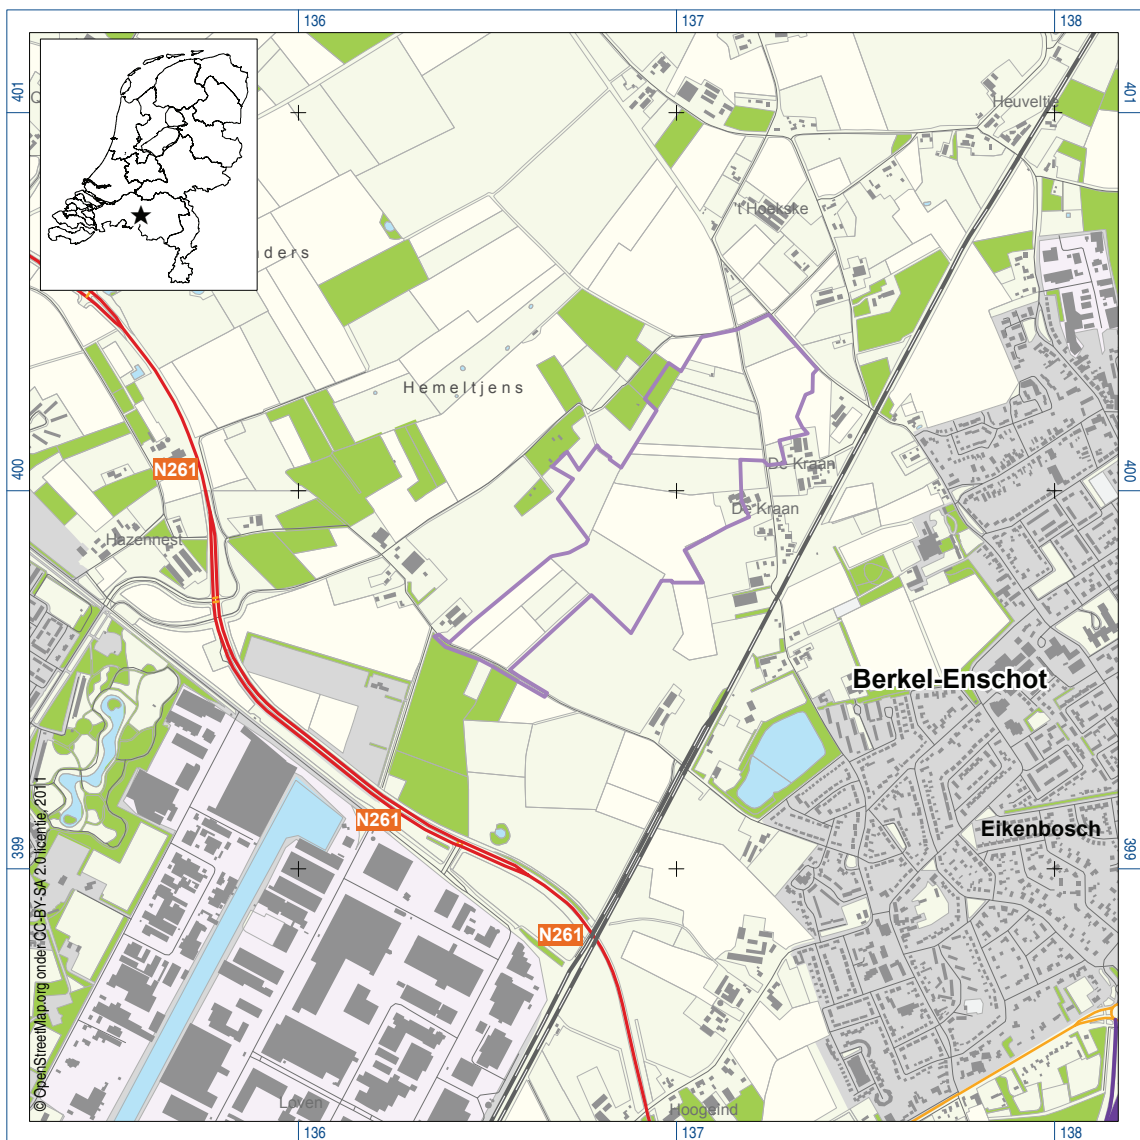 136
137
138
401
401
Heuveltje
't Hoekske
nders
Hemeltjens
N261
De Kraan
400
400
De Kraan
Hazennest
Berkel-Enschot
N261
Eikenbosch
399
399
N261
© OpenStreetMap.org onder CC-BY-SA 2.0 licentie, 2011
Loven
Hoogeind
136
137
138